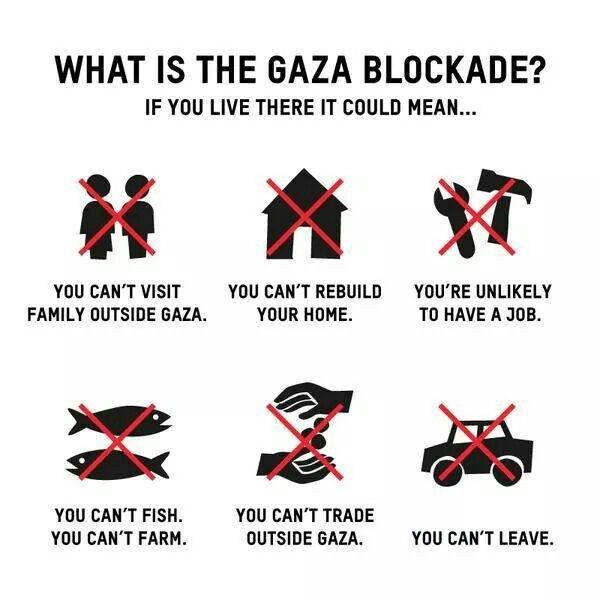 WHAT IS THE GAZA BLOCKADE?
IF YOU LIVE THERE IT COULD MEAN...
YOU CAN'T VISIT
FAMILY OUTSIDE GAZA.
YOU CAN'T REBUILD
YOUR HOME.
YOU'RE UNLIKELY
TO HAVE A JOB.
YOU CAN'T FISH.
YOU CAN'T FARM.
YOU CAN'T TRADE
OUTSIDE GAZA.
YOU CAN'T LEAVE.